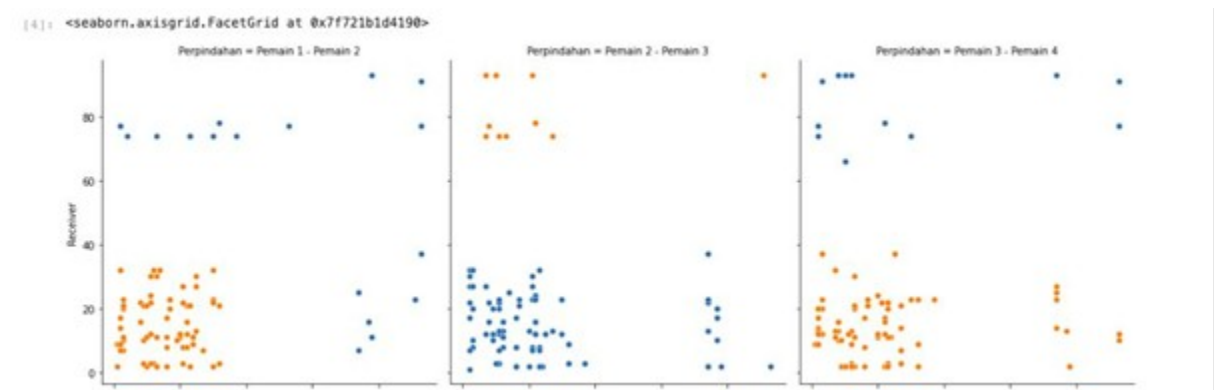 [4]: <seaborn.axisgrid.FacetGrid at 0x7f721b1d4190>
Perpindahan = Pemain 1 - Pemain 2
Perpindahan = Pemain 2 - Pemain 3
Perpindahan = Pemain 3 - Pemain 4
80
60
40
20
0
Receiver